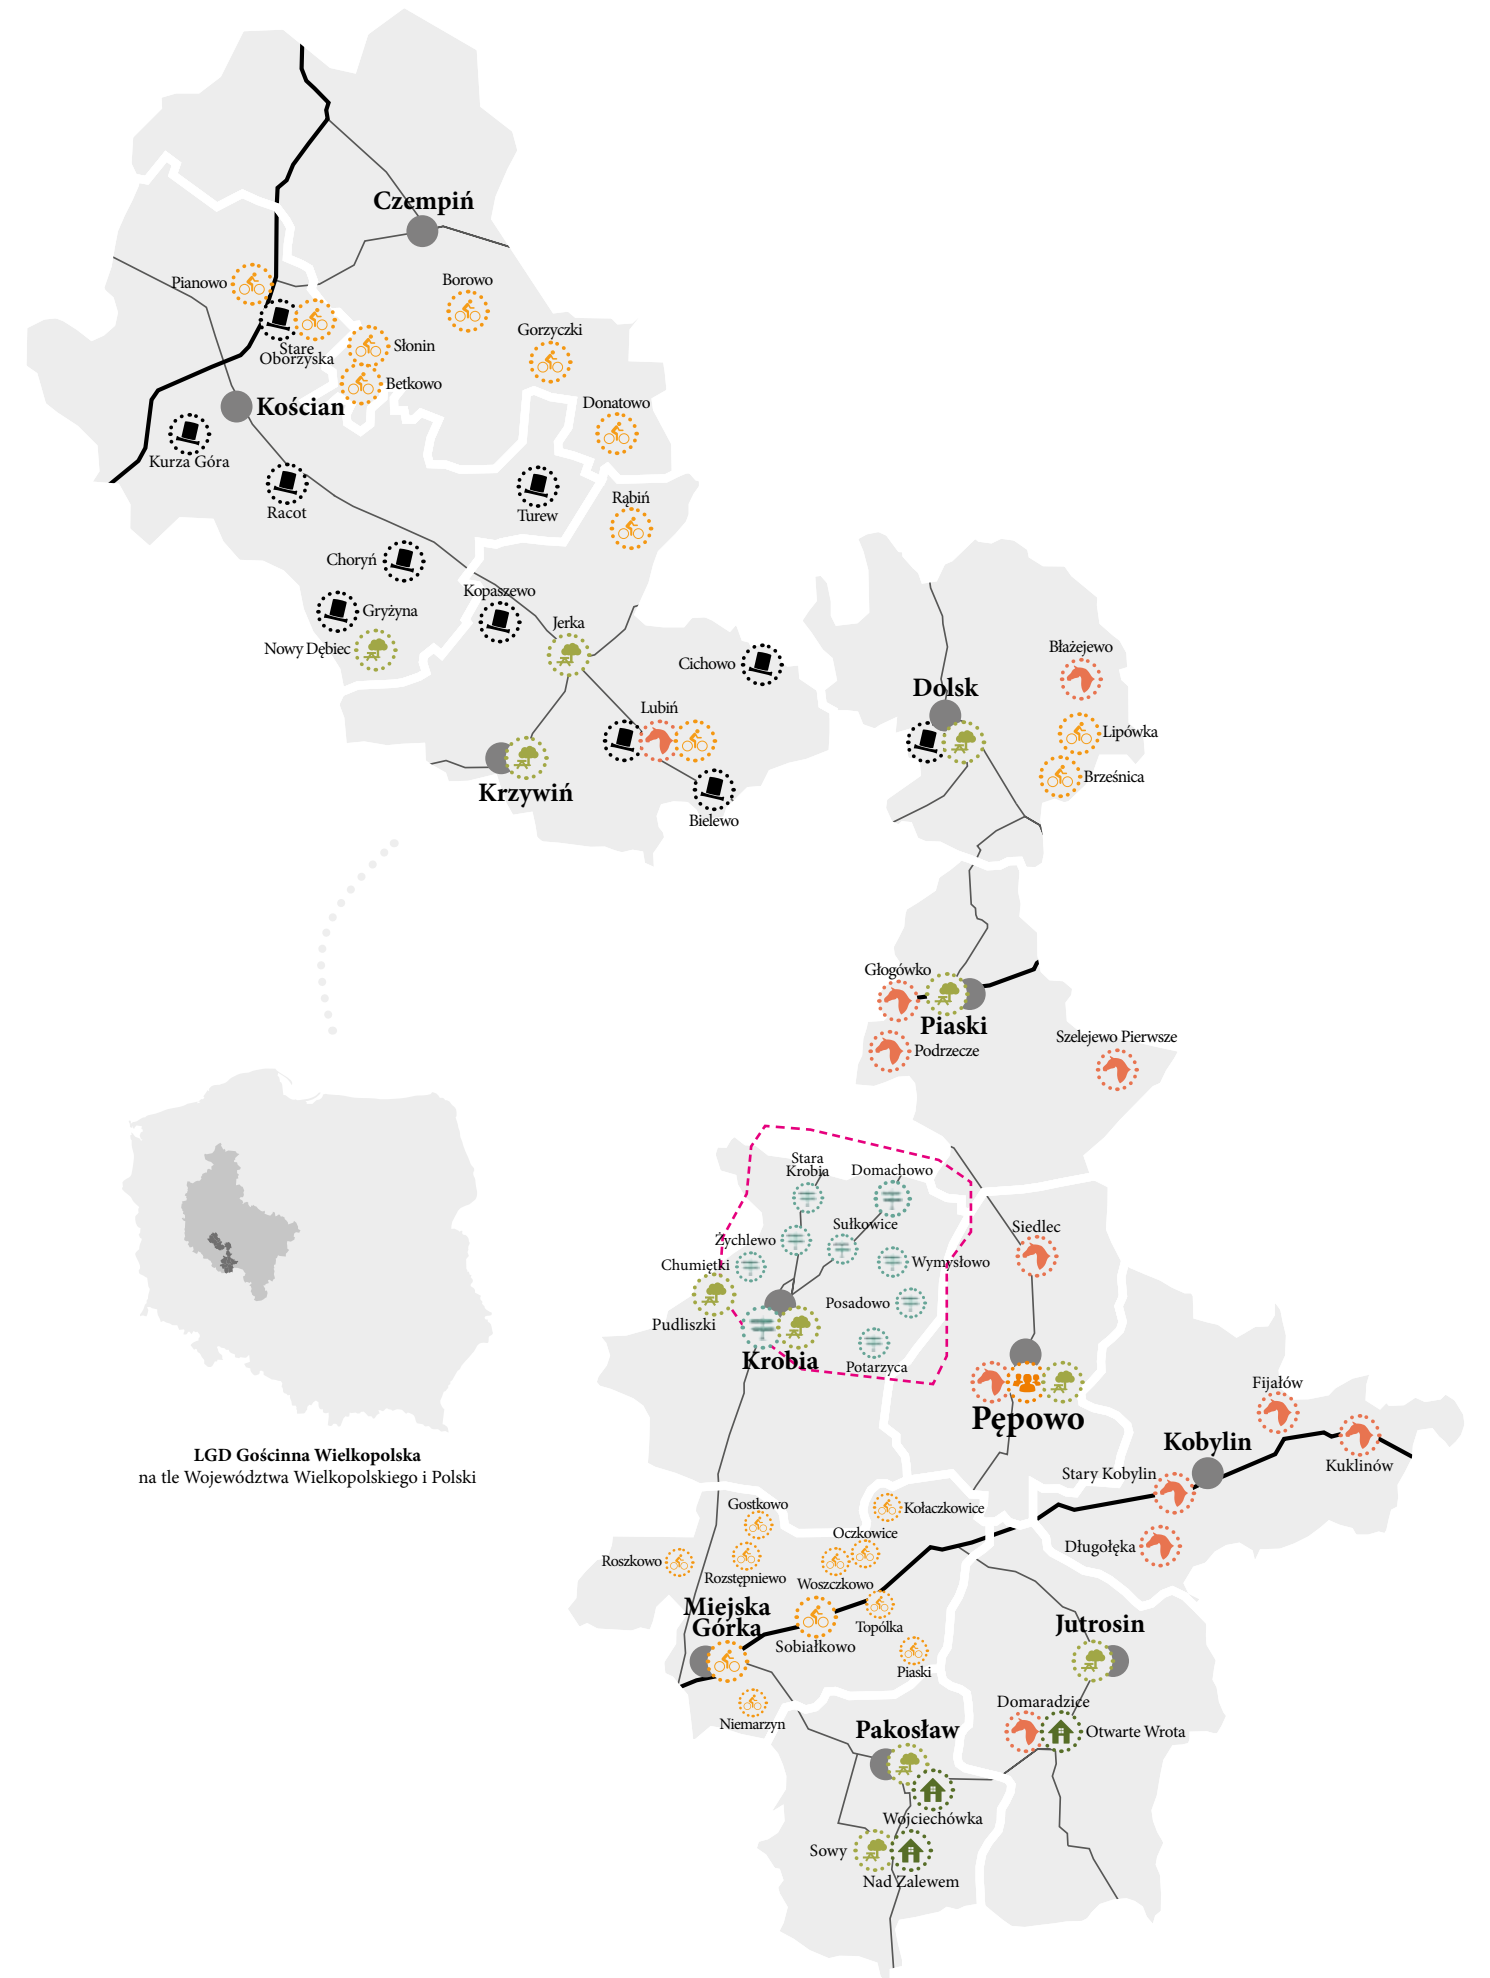 Czempiń
Pianowo
Borowo
Stare
Oborzyska
Słonin
Gorzyczki
Betkowo
Kościan
Donatowo
Kurza Góra
Racot
Turew
Rąbiń
Choryń
Kopaszewo
Gryżyna
Jerka
Nowy Dębiec
Cichowo
Lubiń
Krzywiń
Bielewo
Błażejewo
Dolsk
Lipówka
Brześnica
Głogówko
Piaski
Podrzecze
Szelejewo Pierwsze
Stara
Krobia
Domachowo
Sułkowice
Żychlewo
Siedlec
Chumiętki
Wymysłowo
Posadowo
Pudliszki
Krobia
Potarzyca
Pępowo
Fijałów
Kobylin
Kuklinów
Stary Kobylin
Długołęka
LGD Gościnna Wielkopolska
na tle Województwa Wielkopolskiego i Polski
Gostkowo
Kołaczkowice
Oczkowice
Roszkowo
Rozstępniewo
Woszczkowo
Miejska
Górka
Topólka
Sobiałkowo
Piaski
Jutrosin
Niemarzyn
Domaradzice
Otwarte Wrota
Pakosław
Wojciechówka
Sowy
Nad Zalewem